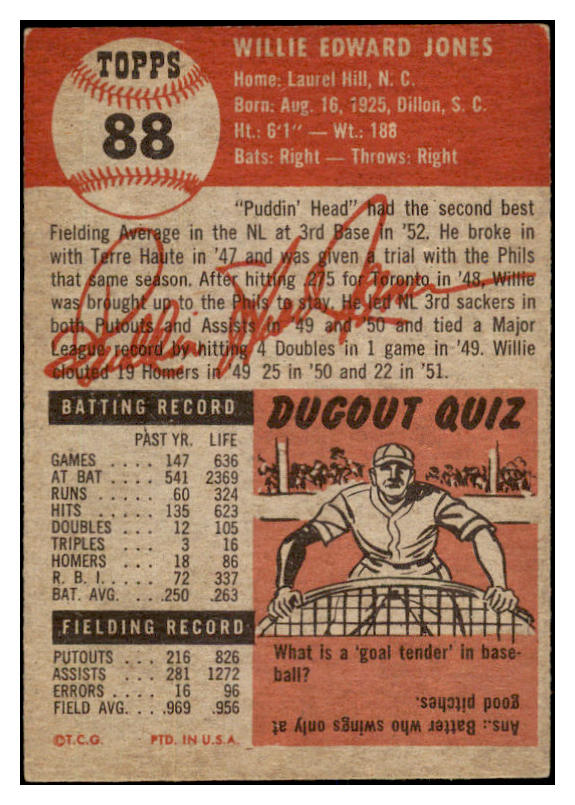 TOPPS
88
WILLIE EDWARD JONES
Home: Laurel Hill, N. C.
Born: Aug. 16, 1925, Dillon, S. C.
Ht.: 6'1" — Wt.: 188
Bats: Right — Throws: Right
"Puddin' Head" had the second best
Fielding Average in the NL at 3rd Base in '52. He broke in
with Terre Haute in '47 and was given a trial with the Phils
that same season. After hitting .275 for Toronto in '48, Willie
was brought up to the Phils to stay. He led NL 3rd sackers in
both Putouts and Assists in '49 and '50 and tied a Major
League record by hitting 4 Doubles in 1 game in '49. Willie
clouted 19 Homers in '49 25 in '50 and 22 in '51.
Puddin' Head Jones
BATTING RECORD
PAST YR. LIFE
GAMES . . . . 147 636
AT BAT . . . . 541 2369
RUNS . . . . . 60 324
HITS . . . . . 135 623
DOUBLES . . . 12 105
TRIPLES . . . 3 16
HOMERS . . . 18 86
R. B. I. . . . . . 72 337
BAT. AVG. . . .250 .263
FIELDING RECORD
PUTOUTS . . . 216 826
ASSISTS . . . . 281 1272
ERRORS . . . . 16 96
FIELD AVG. . . .969 .956
©T.C.G. PTD. IN U.S.A.
DUGOUT QUIZ
What is a 'goal tender' in base-
ball?
Ans.: Batter who swings only at
good pitches.